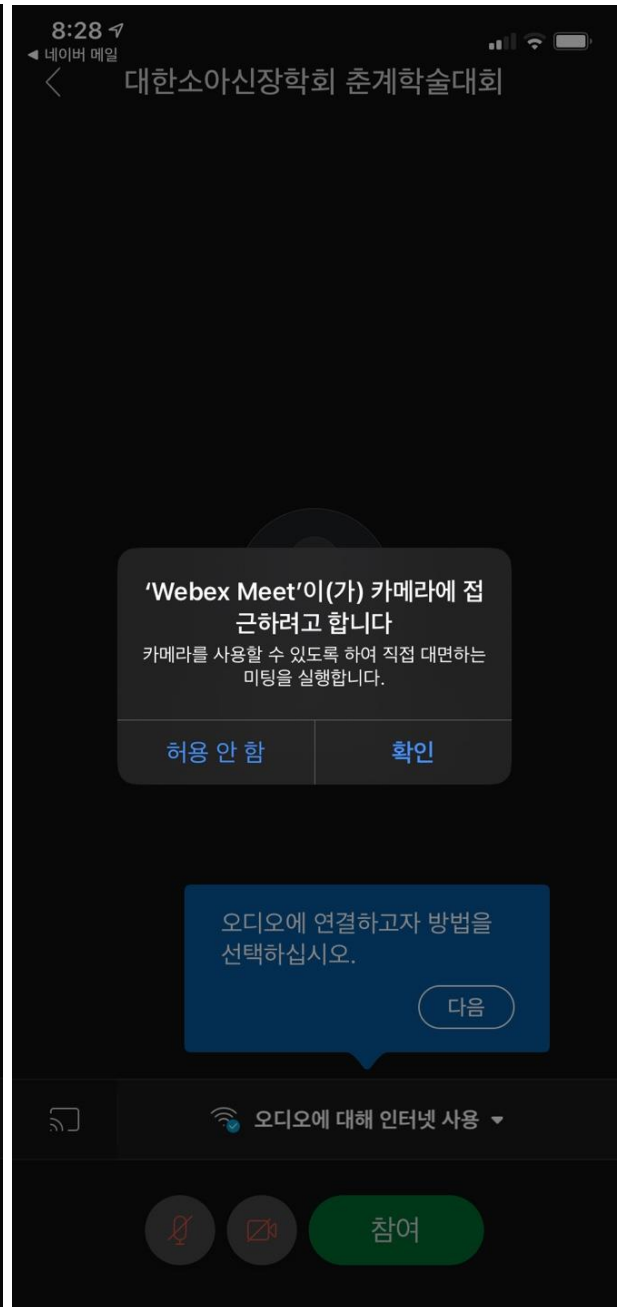 8:28
◀ 네이버 메일
대한소아신장학회 춘계학술대회
‘Webex Meet’이(가) 카메라에 접
근하려고 합니다
카메라를 사용할 수 있도록 하여 직접 대면하는
미팅을 실행합니다.
허용 안 함
확인
오디오에 연결하고자 방법을
선택하십시오.
다음
오디오에 대해 인터넷 사용
참여